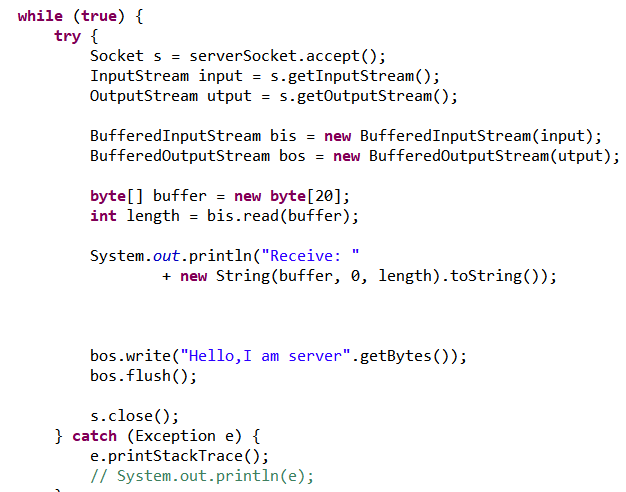 while (true) {
try {
Socket s = serverSocket.accept();
InputStream input = s.getInputStream();
OutputStream utput = s.getOutputStream();
BufferedInputStream bis = new BufferedInputStream(input);
BufferedOutputStream bos = new BufferedOutputStream(utput);
byte[] buffer = new byte[20];
int length = bis.read(buffer);
System.out.println("Receive: "
+ new String(buffer, 0, length).toString());
bos.write("Hello,I am server".getBytes());
bos.flush();
s.close();
} catch (Exception e) {
e.printStackTrace();
// System.out.println(e);